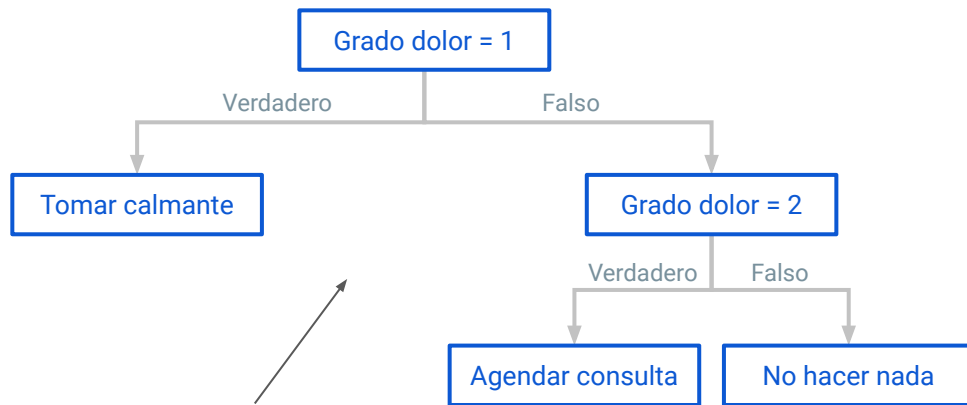 Grado dolor = 1
Verdadero
Falso
Tomar calmante
Grado dolor = 2
Verdadero
Falso
Agendar consulta
No hacer nada